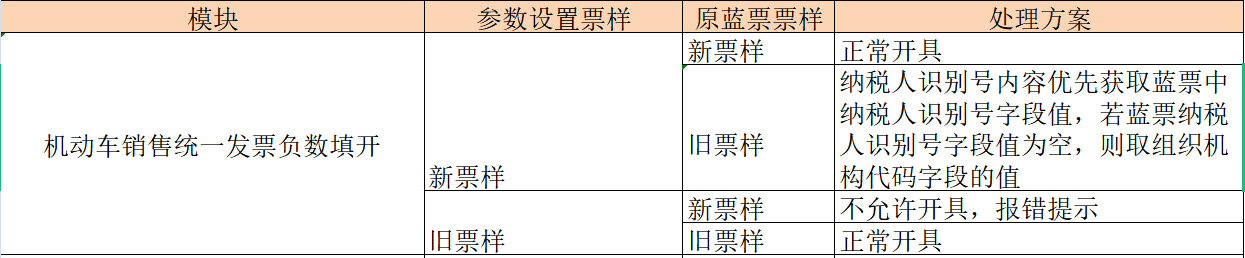 模块 参数设置票样 原蓝票票样 处理方案
新票样 正常开具
纳税人识别号内容优先获取蓝票中
纳税人识别号字段值，若蓝票纳税
机动车销售统一发票负数填开 旧票样 人识别号字段值为空，则取组织机
新票样 构代码字段的值
新票样 不允许开具，报错提示
旧票样 旧票样 正常开具